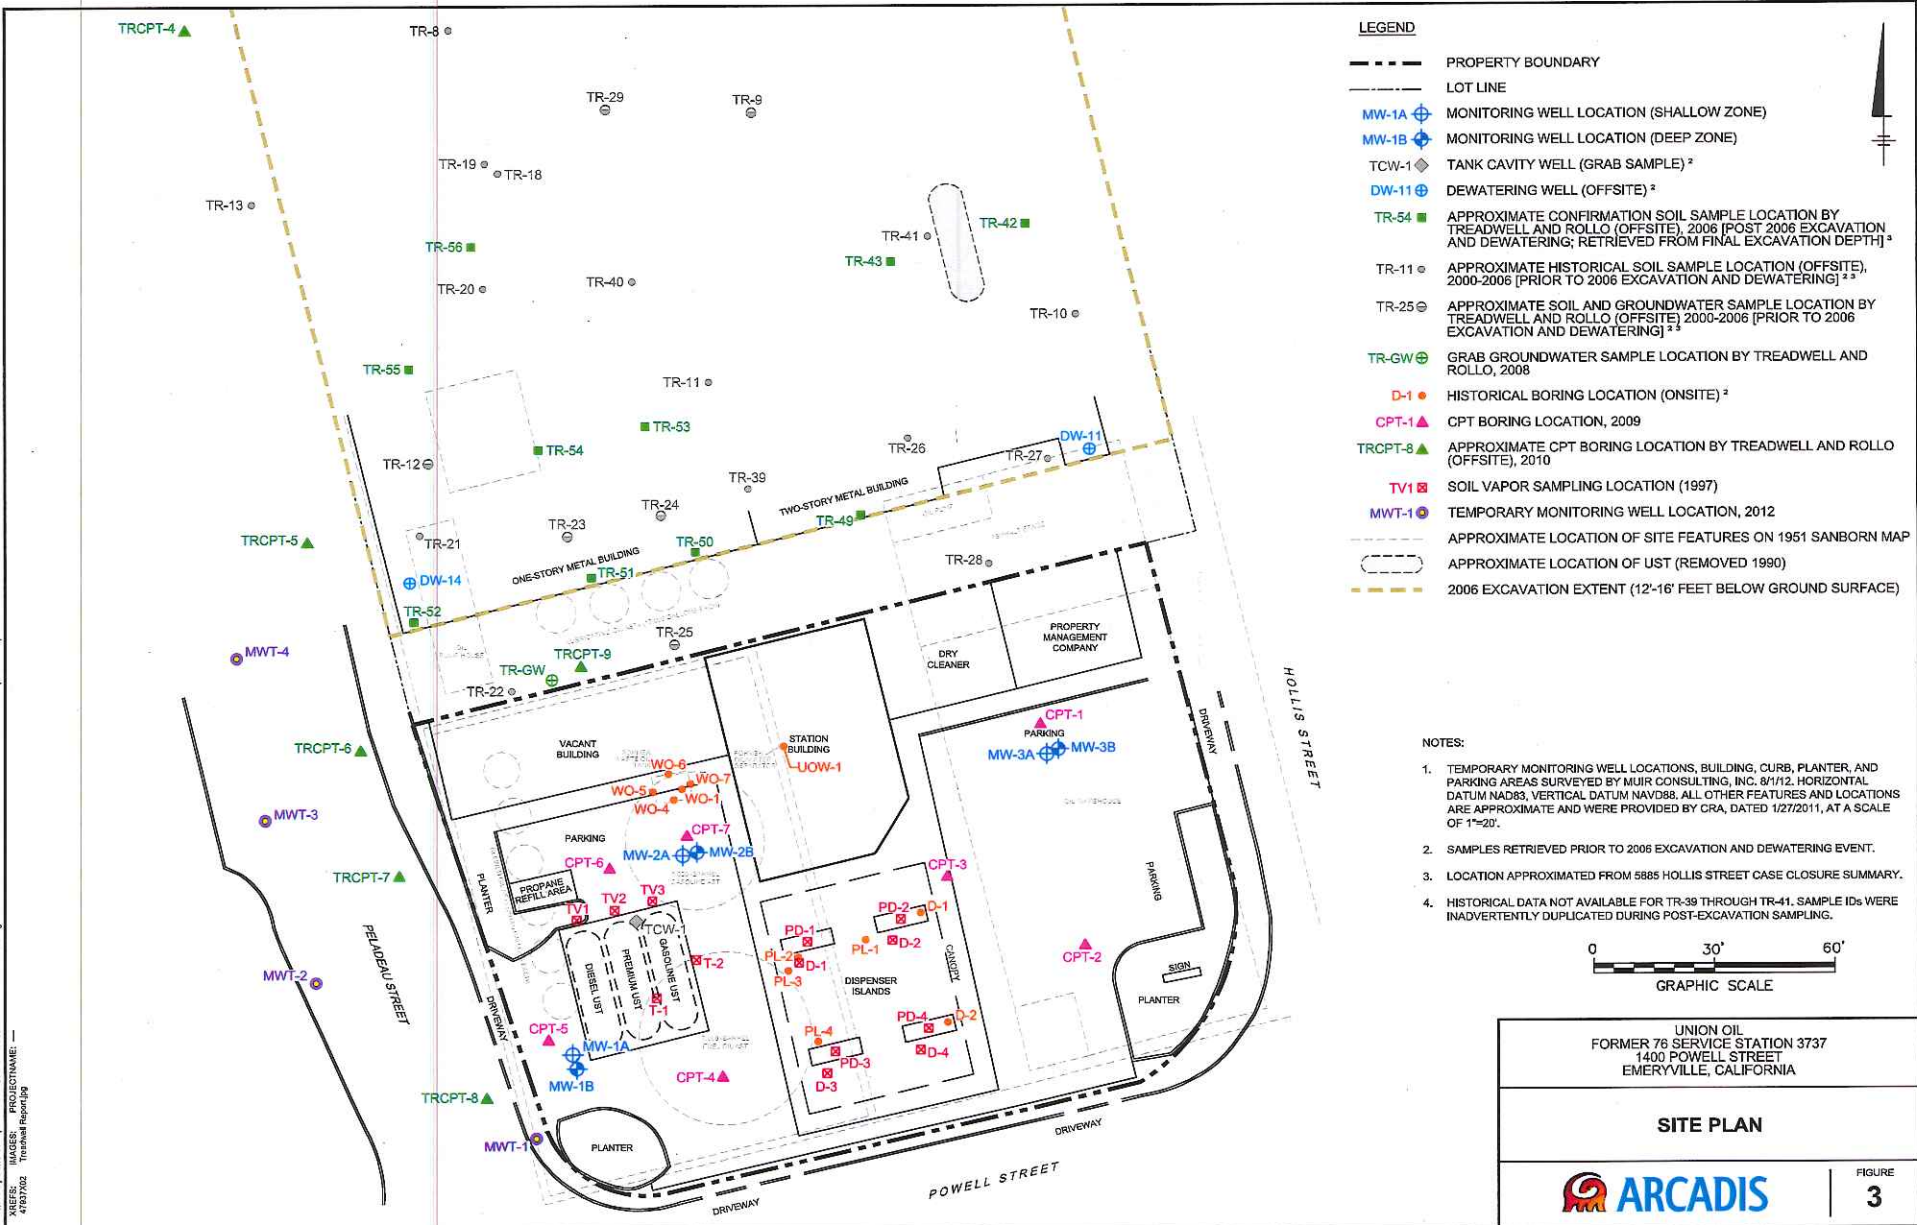 TRCPT-4
TR-8
TR-29
TR-9
TR-19
TR-18
TR-13
TR-56
TR-41
TR-42
TR-43
TR-20
TR-40
TR-10
TR-55
TR-11
TR-53
TR-54
TR-12
TR-26
DW-11
TR-27
TR-39
TWO-STORY METAL BUILDING
TR-24
TR-49
TR-23
TRCPT-5
TR-21
TR-50
ONE-STORY METAL BUILDING
TR-28
TR-51
DW-14
TR-52
TR-25
MWT-4
TRCPT-9
TR-GW
TR-22
DRY
CLEANER
PROPERTY
MANAGEMENT
COMPANY
HOLLIS STREET
DRIVEWAY
CPT-1
PARKING
MW-3A
MW-3B
TRCPT-6
VACANT
BUILDING
STATION
BUILDING
UOW-1
WO-6
WO-7
WO-5
WO-1
WO-4
MWT-3
PARKING
CPT-7
MW-2A
MW-2B
CPT-6
CPT-3
PARKING
TRCPT-7
PLANTER
PROPANE
REFILL AREA
TV1
TV2
TV3
TCW-1
PD-2
D-1
PD-1
PL-1
D-2
PL-2
D-1
PL-3
CANOPY
CPT-2
DISPENSER
ISLANDS
SIGN
PLANTER
PELADEAU STREET
MWT-2
DIESEL UST
PREMIUM UST
GASOLINE UST
T-2
T-1
DRIVEWAY
CPT-5
MW-1A
MW-1B
PL-4
PD-4
D-2
D-4
PD-3
D-3
CPT-4
TRCPT-8
MWT-1
PLANTER
DRIVEWAY
DRIVEWAY
POWELL STREET
LEGEND
PROPERTY BOUNDARY
LOT LINE
MW-1A MONITORING WELL LOCATION (SHALLOW ZONE)
MW-1B MONITORING WELL LOCATION (DEEP ZONE)
TCW-1 TANK CAVITY WELL (GRAB SAMPLE) ²
DW-11 DEWATERING WELL (OFFSITE) ²
TR-54 APPROXIMATE CONFIRMATION SOIL SAMPLE LOCATION BY
TREADWELL AND ROLLO (OFFSITE), 2006 [POST 2006 EXCAVATION
AND DEWATERING; RETRIEVED FROM FINAL EXCAVATION DEPTH] ³
TR-11 APPROXIMATE HISTORICAL SOIL SAMPLE LOCATION (OFFSITE),
2000-2006 [PRIOR TO 2006 EXCAVATION AND DEWATERING] ² ³
TR-25 APPROXIMATE SOIL AND GROUNDWATER SAMPLE LOCATION BY
TREADWELL AND ROLLO (OFFSITE) 2000-2006 [PRIOR TO 2006
EXCAVATION AND DEWATERING] ² ³
TR-GW GRAB GROUNDWATER SAMPLE LOCATION BY TREADWELL AND
ROLLO, 2008
D-1 HISTORICAL BORING LOCATION (ONSITE) ²
CPT-1 CPT BORING LOCATION, 2009
TRCPT-8 APPROXIMATE CPT BORING LOCATION BY TREADWELL AND ROLLO
(OFFSITE), 2010
TV1 SOIL VAPOR SAMPLING LOCATION (1997)
MWT-1 TEMPORARY MONITORING WELL LOCATION, 2012
APPROXIMATE LOCATION OF SITE FEATURES ON 1951 SANBORN MAP
APPROXIMATE LOCATION OF UST (REMOVED 1990)
2006 EXCAVATION EXTENT (12'-16' FEET BELOW GROUND SURFACE)
NOTES:
1. TEMPORARY MONITORING WELL LOCATIONS, BUILDING, CURB, PLANTER, AND
PARKING AREAS SURVEYED BY MUIR CONSULTING, INC. 8/1/12. HORIZONTAL
DATUM NAD83, VERTICAL DATUM NAVD88. ALL OTHER FEATURES AND LOCATIONS
ARE APPROXIMATE AND WERE PROVIDED BY CRA, DATED 1/27/2011, AT A SCALE
OF 1"=20'.
2. SAMPLES RETRIEVED PRIOR TO 2006 EXCAVATION AND DEWATERING EVENT.
3. LOCATION APPROXIMATED FROM 5885 HOLLIS STREET CASE CLOSURE SUMMARY.
4. HISTORICAL DATA NOT AVAILABLE FOR TR-39 THROUGH TR-41. SAMPLE IDs WERE
INADVERTENTLY DUPLICATED DURING POST-EXCAVATION SAMPLING.
0 30' 60'
GRAPHIC SCALE
UNION OIL
FORMER 76 SERVICE STATION 3737
1400 POWELL STREET
EMERYVILLE, CALIFORNIA
SITE PLAN
ARCADIS
FIGURE
3
XREFS: IMAGES: PROJECTNAME: —
47937X02 Treadwell Report.jpg